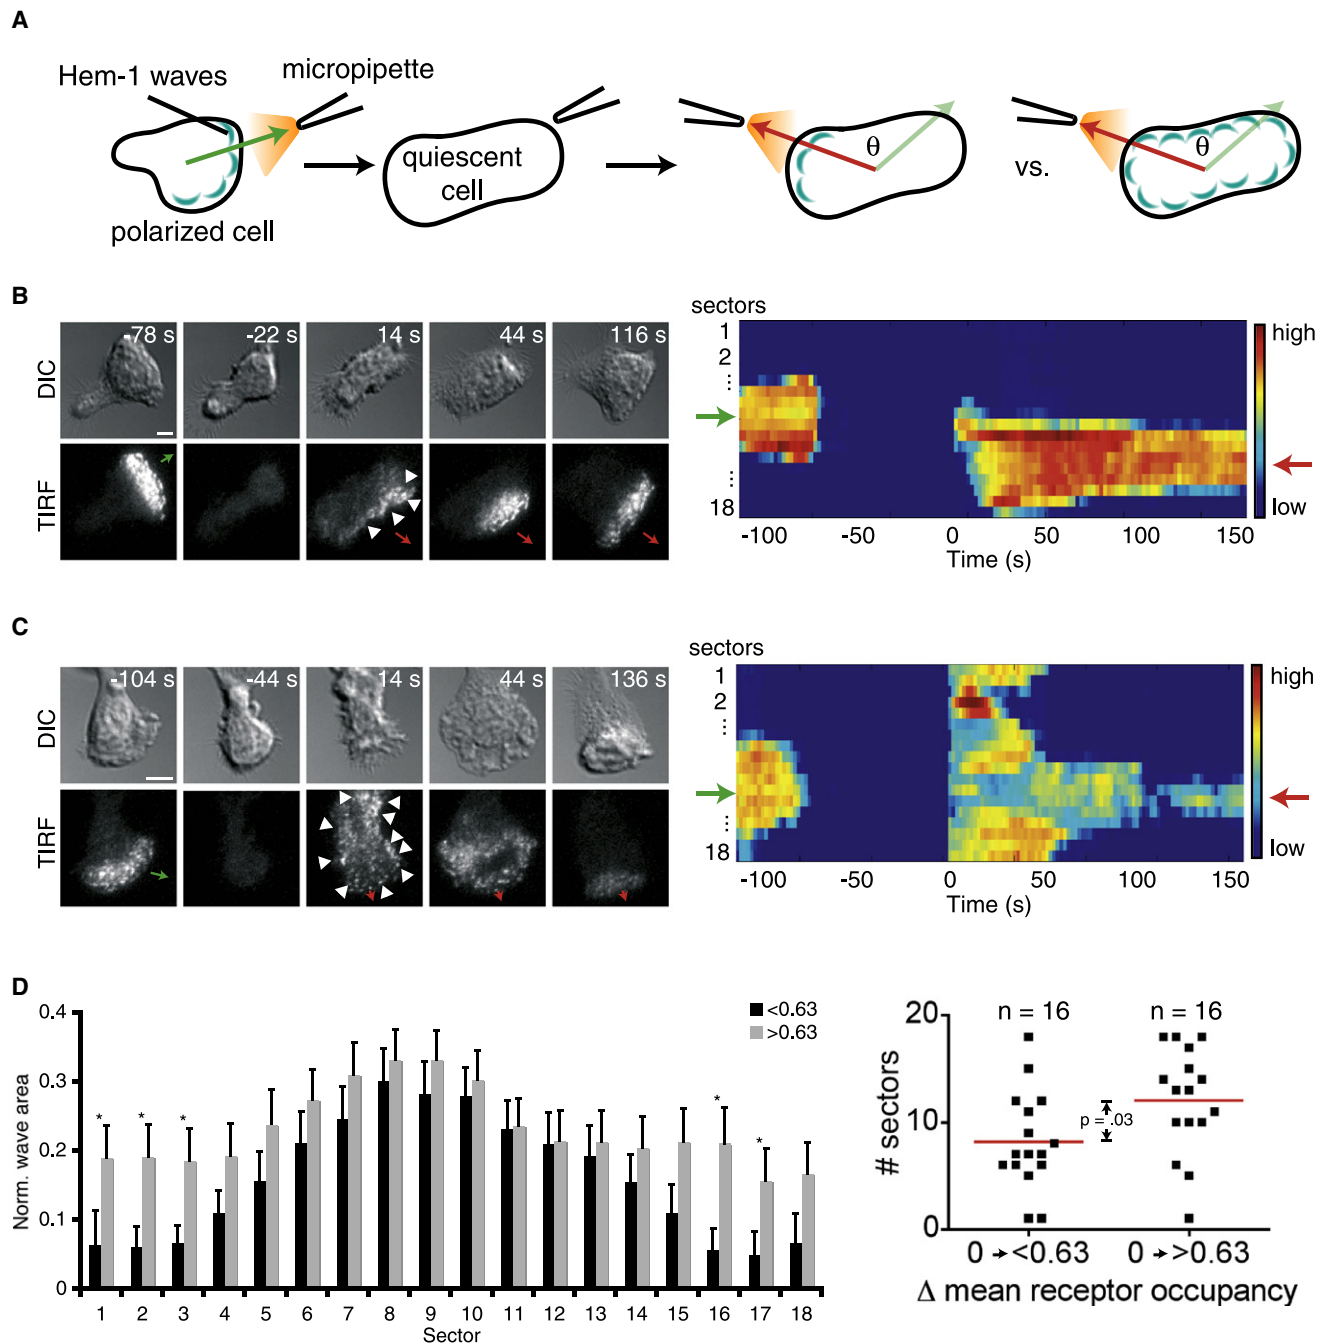 A
Hem-1 waves
micropipette
quiescent
cell
polarized cell
θ
vs.
θ
B
DIC
-78 s
-22 s
14 s
44 s
116 s
TIRF
sectors
1
2
...
...
18
-100
-50
0
50
100
150
Time (s)
high
low
C
DIC
-104 s
-44 s
14 s
44 s
136 s
TIRF
sectors
1
2
...
...
18
-100
-50
0
50
100
150
Time (s)
high
low
D
Norm. wave area
0.4
0.3
0.2
0.1
0
* * * * *
<0.63
>0.63
1 2 3 4 5 6 7 8 9 10 11 12 13 14 15 16 17 18
Sector
# sectors
20
10
0
n = 16
n = 16
p = .03
0 → <0.63
0 → >0.63
Δ mean receptor occupancy